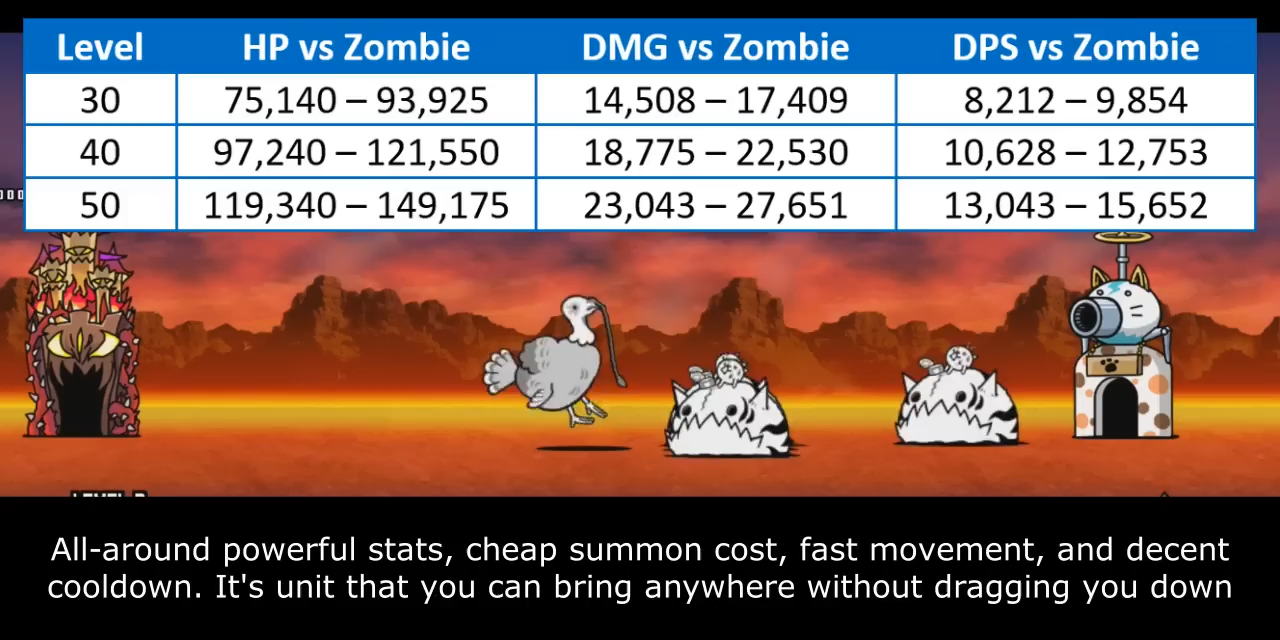 Level HP vs Zombie DMG vs Zombie DPS vs Zombie
30 75,140 – 93,925 14,508 – 17,409 8,212 – 9,854
40 97,240 – 121,550 18,775 – 22,530 10,628 – 12,753
50 119,340 – 149,175 23,043 – 27,651 13,043 – 15,652
All-around powerful stats, cheap summon cost, fast movement, and decent
cooldown. It's unit that you can bring anywhere without dragging you down